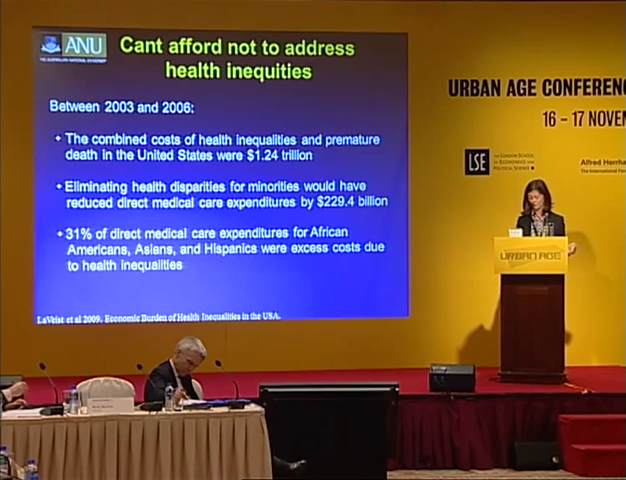 ANU
THE AUSTRALIAN NATIONAL UNIVERSITY
Cant afford not to address
health inequities
Between 2003 and 2006:
The combined costs of health inequalities and premature
death in the United States were $1.24 trillion
Eliminating health disparities for minorities would have
reduced direct medical care expenditures by $229.4 billion
31% of direct medical care expenditures for African
Americans, Asians, and Hispanics were excess costs due
to health inequalities
LaVeist et al 2009. Economic Burden of Health Inequalities in the USA.
URBAN AGE CONFEREN
16 – 17 NOVEM
LSE
THE LONDON SCHOOL
OF ECONOMICS AND
POLITICAL SCIENCE
Alfred Herrha
The International For
URBAN AGE